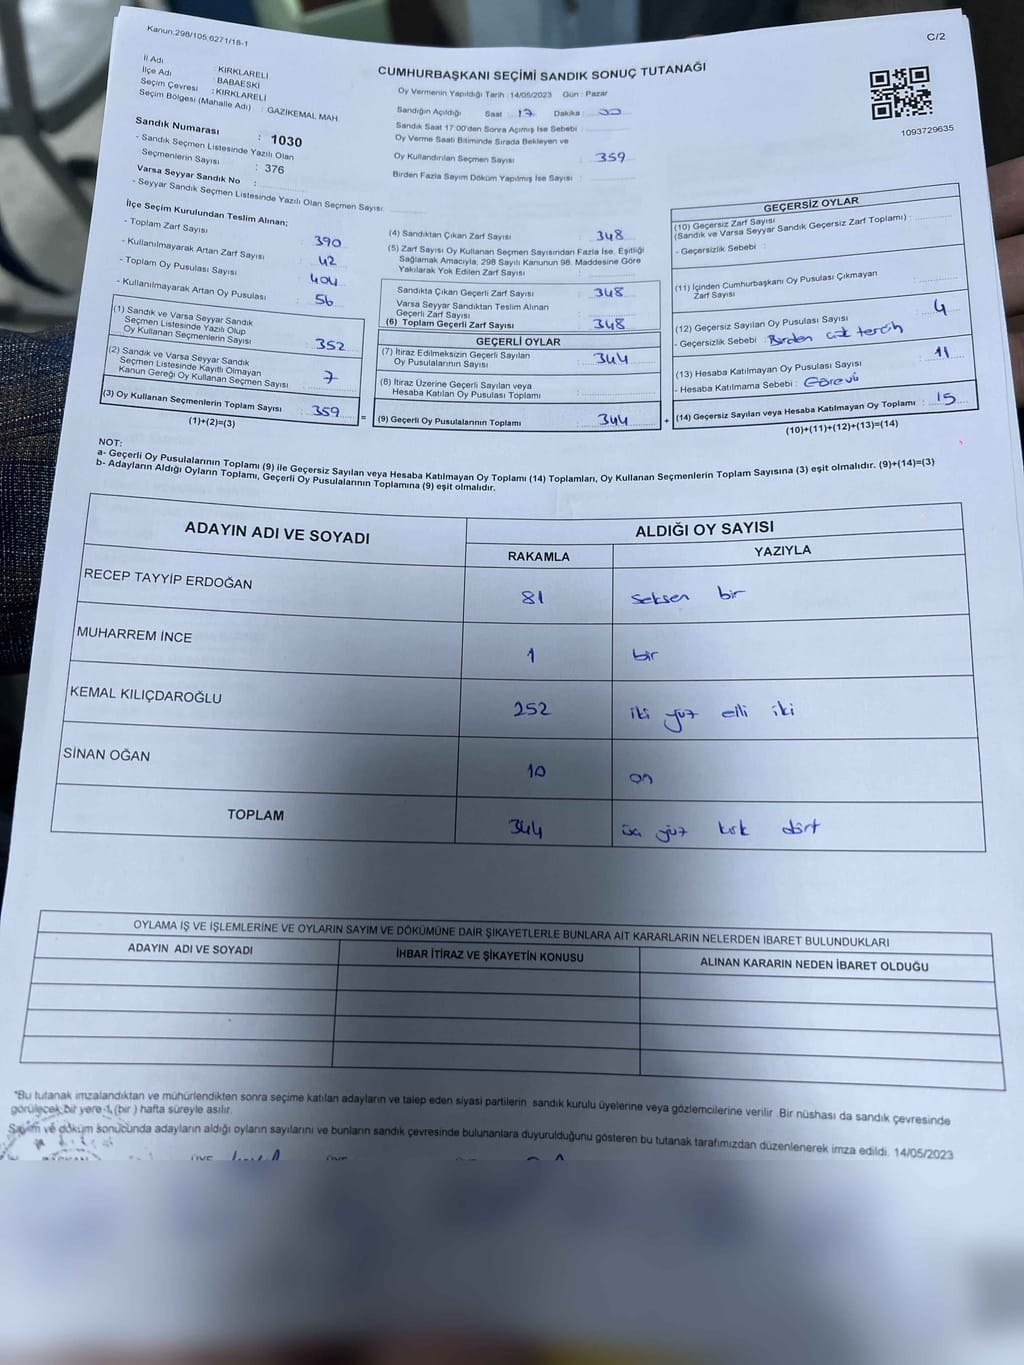 Kanun:298/105;6271/18-1
C/2
İl Adı : KIRKLARELİ
İlçe Adı : BABAESKİ
Seçim Çevresi : KIRKLARELİ
Seçim Bölgesi (Mahalle Adı) : GAZİKEMAL MAH.
Sandık Numarası : 1030
- Sandık Seçmen Listesinde Yazılı Olan
Seçmenlerin Sayısı : 376
Varsa Seyyar Sandık No :
- Seyyar Sandık Seçmen Listesinde Yazılı Olan Seçmen Sayısı:
CUMHURBAŞKANI SEÇİMİ SANDIK SONUÇ TUTANAĞI
Oy Vermenin Yapıldığı Tarih :14/05/2023 Gün : Pazar
Sandığın Açıldığı Saat : 17 Dakika : 00
Sandık Saat 17:00'den Sonra Açımış İse Sebebi :
Oy Verme Saati Bitiminde Sırada Bekleyen ve
Oy Kullandırılan Seçmen Sayısı : 359
Birden Fazla Sayım Döküm Yapılmış İse Sayısı :
1093729635
İlçe Seçim Kurulundan Teslim Alınan;
- Toplam Zarf Sayısı : 390
- Kullanılmayarak Artan Zarf Sayısı : 42
- Toplam Oy Pusulası Sayısı : 404
- Kullanılmayarak Artan Oy Pusulası : 56
(1) Sandık ve Varsa Seyyar Sandık
Seçmen Listesinde Yazılı Olup
Oy Kullanan Seçmenlerin Sayısı : 352
(2) Sandık ve Varsa Seyyar Sandık
Seçmen Listesinde Kayıtlı Olmayan
Kanun Gereği Oy Kullanan Seçmen Sayısı : 7
(3) Oy Kullanan Seçmenlerin Toplam Sayısı : 359 =
(1)+(2)=(3)
(4) Sandıktan Çıkan Zarf Sayısı : 348
(5) Zarf Sayısı Oy Kullanan Seçmen Sayısından Fazla İse, Eşitliği
Sağlamak Amacıyla; 298 Sayılı Kanunun 98. Maddesine Göre
Yakılarak Yok Edilen Zarf Sayısı :
Sandıkta Çıkan Geçerli Zarf Sayısı : 348
Varsa Seyyar Sandıktan Teslim Alınan
Geçerli Zarf Sayısı :
(6) Toplam Geçerli Zarf Sayısı : 348
GEÇERLİ OYLAR
(7) İtiraz Edilmeksizin Geçerli Sayılan
Oy Pusulalarının Sayısı : 344
(8) İtiraz Üzerine Geçerli Sayılan veya
Hesaba Katılan Oy Pusulası Toplamı :
(9) Geçerli Oy Pusulalarının Toplamı : 344 +
GEÇERSİZ OYLAR
(10) Geçersiz Zarf Sayısı
(Sandık ve Varsa Seyyar Sandık Geçersiz Zarf Toplamı) :
- Geçersizlik Sebebi :
(11) İçinden Cumhurbaşkanı Oy Pusulası Çıkmayan
Zarf Sayısı :
(12) Geçersiz Sayılan Oy Pusulası Sayısı : 4
- Geçersizlik Sebebi : Birden çok tercih
(13) Hesaba Katılmayan Oy Pusulası Sayısı : 11
- Hesaba Katılmama Sebebi : Görevli
(14) Geçersiz Sayılan veya Hesaba Katılmayan Oy Toplamı : 15
(10)+(11)+(12)+(13)=(14)
NOT:
a- Geçerli Oy Pusulalarının Toplamı (9) ile Geçersiz Sayılan veya Hesaba Katılmayan Oy Toplamı (14) Toplamları, Oy Kullanan Seçmenlerin Toplam Sayısına (3) eşit olmalıdır. (9)+(14)=(3)
b- Adayların Aldığı Oyların Toplamı, Geçerli Oy Pusulalarının Toplamına (9) eşit olmalıdır.
ADAYIN ADI VE SOYADI ALDIĞI OY SAYISI
RAKAMLA YAZIYLA
RECEP TAYYİP ERDOĞAN 81 seksen bir
MUHARREM İNCE 1 bir
KEMAL KILIÇDAROĞLU 252 iki yüz elli iki
SİNAN OĞAN 10 on
TOPLAM 344 üç yüz kırk dört
OYLAMA İŞ VE İŞLEMLERİNE VE OYLARIN SAYIM VE DÖKÜMÜNE DAİR ŞİKAYETLERLE BUNLARA AİT KARARLARIN NELERDEN İBARET BULUNDUKLARI
ADAYIN ADI VE SOYADI İHBAR İTİRAZ VE ŞİKAYETİN KONUSU ALINAN KARARIN NEDEN İBARET OLDUĞU
*Bu tutanak imzalandıktan ve mühürlendikten sonra seçime katılan adayların ve talep eden siyasi partilerin sandık kurulu üyelerine veya gözlemcilerine verilir. Bir nüshası da sandık çevresinde
görülecek bir yere 1 (bir ) hafta süreyle asılır.
Sayım ve döküm sonucunda adayların aldığı oyların sayılarını ve bunların sandık çevresinde bulunanlara duyurulduğunu gösteren bu tutanak tarafımızdan düzenlenerek imza edildi. 14/05/2023